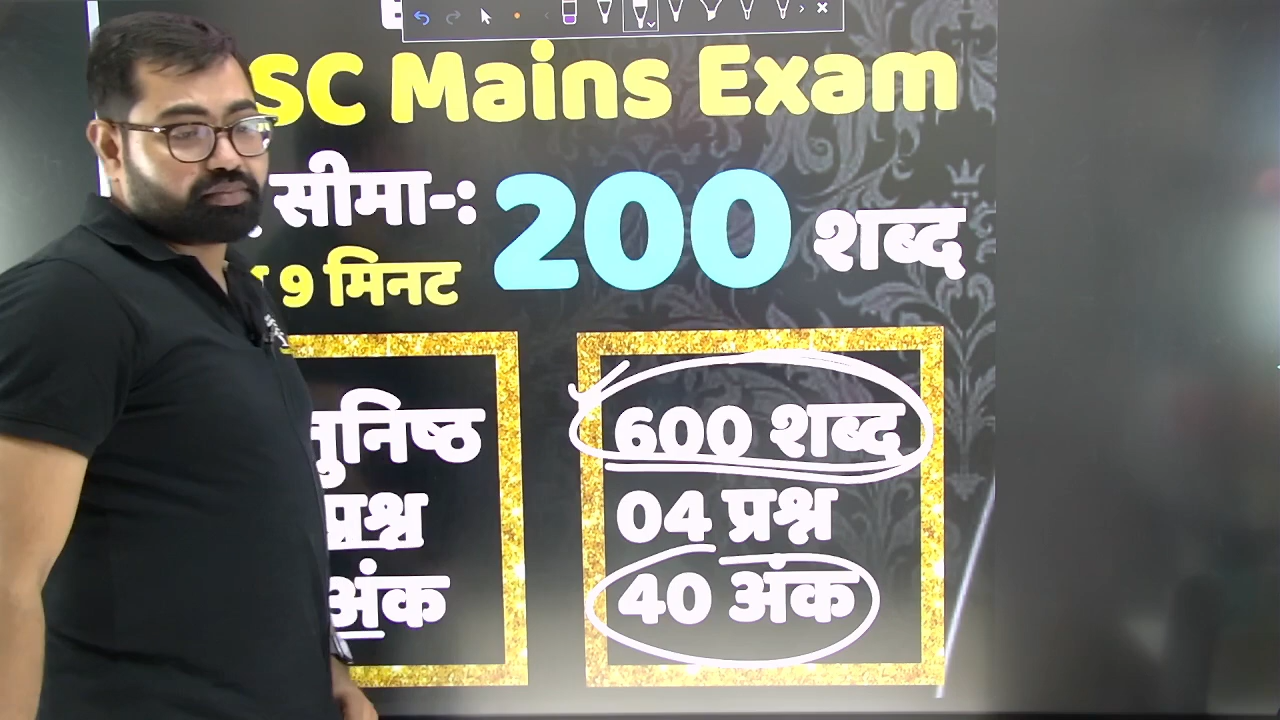 SC Mains Exam
सीमा-: 200 शब्द
9 मिनट
600 शब्द
04 प्रश्न
40 अंक
प्रश्न
अंक